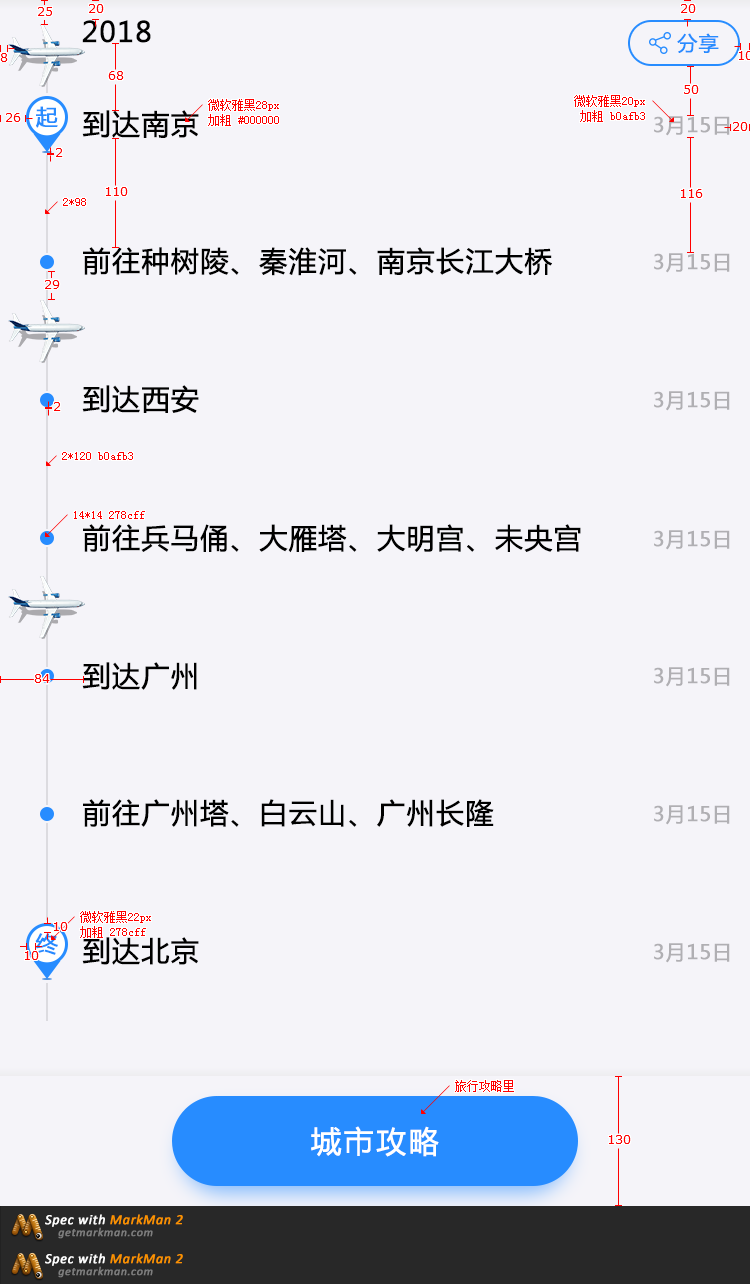 25
20
20
2018
分享
8
10
68
50
微软雅黑28px
加粗 #000000
微软雅黑20px
加粗 b0afb3
26
起
到达南京
3月15日
20
2
2*98
110
116
前往种树陵、秦淮河、南京长江大桥
3月15日
29
到达西安
3月15日
2
2*120 b0afb3
14*14 278cff
前往兵马俑、大雁塔、大明宫、未央宫
3月15日
84
到达广州
3月15日
前往广州塔、白云山、广州长隆
3月15日
微软雅黑22px
加粗 278cff
10
10
终
到达北京
3月15日
旅行攻略里
城市攻略
130
Spec with MarkMan 2
getmarkman.com
Spec with MarkMan 2
getmarkman.com